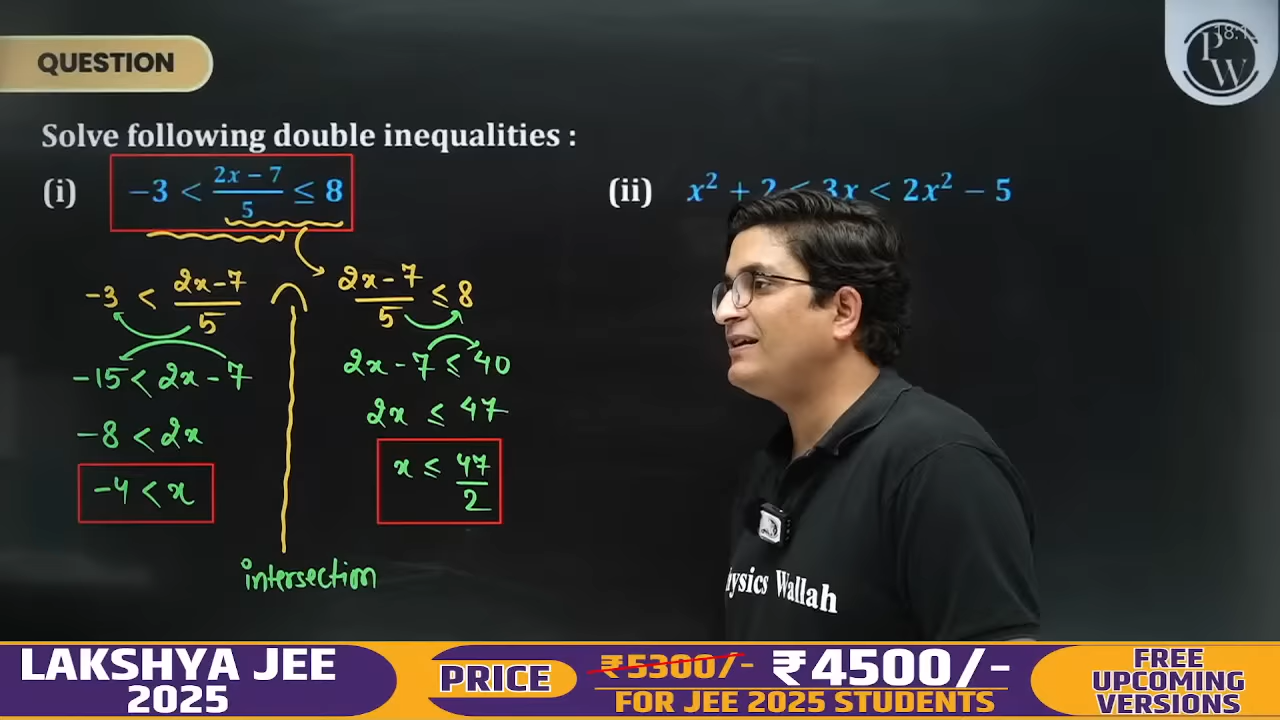 QUESTION
18:1
P
W
Solve following double inequalities :
(i) −3 < (2x − 7)/5 ≤ 8
(ii) x² + 2 ≤ 3x < 2x² − 5
-3 < (2x-7)/5
(2x-7)/5 ≤ 8
-15 < 2x - 7
2x - 7 ≤ 40
-8 < 2x
2x ≤ 47
-4 < x
x ≤ 47/2
intersection
Wallah
LAKSHYA JEE
2025
PRICE
₹5300/- ₹4500/-
FOR JEE 2025 STUDENTS
FREE
UPCOMING
VERSIONS